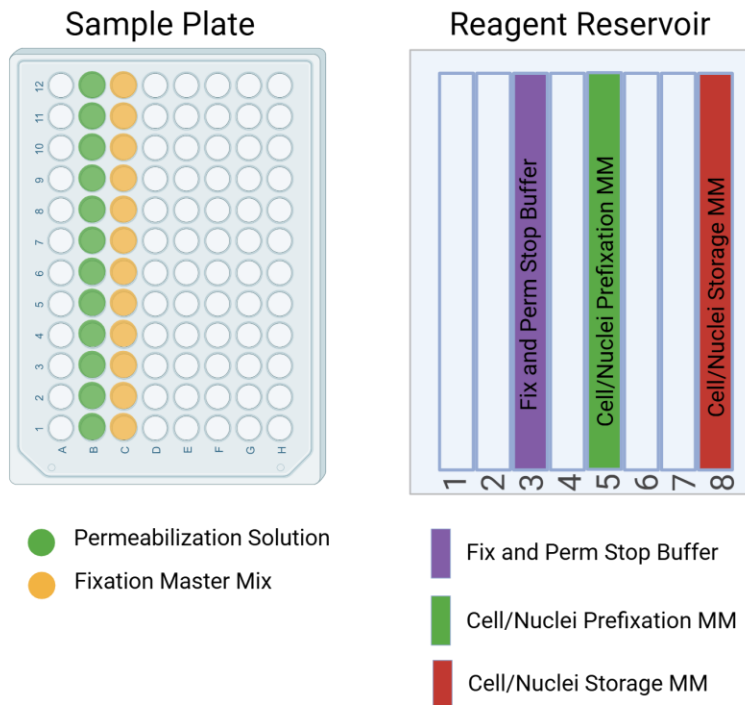 Sample Plate
12
11
10
9
8
7
6
5
4
3
2
1
A B C D E F G H
Permeabilization Solution
Fixation Master Mix
Reagent Reservoir
Fix and Perm Stop Buffer
Cell/Nuclei Prefixation MM
Cell/Nuclei Storage MM
1 2 3 4 5 6 7 8
Fix and Perm Stop Buffer
Cell/Nuclei Prefixation MM
Cell/Nuclei Storage MM